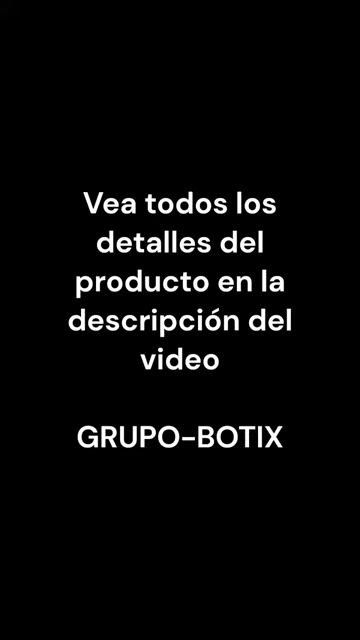 Vea todos los
detalles del
producto en la
descripción del
video
GRUPO-BOTIX